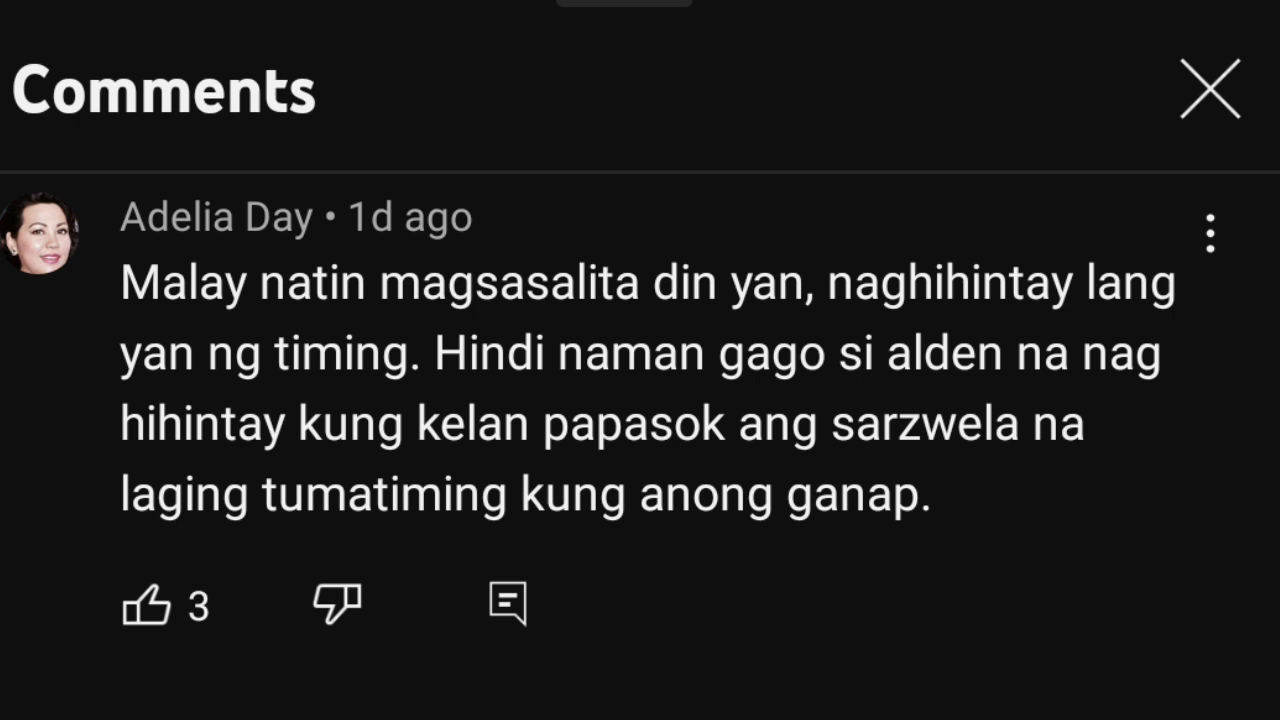 Comments
Adelia Day • 1d ago
Malay natin magsasalita din yan, naghihintay lang
yan ng timing. Hindi naman gago si alden na nag
hihintay kung kelan papasok ang sarzwela na
laging tumatiming kung anong ganap.
3